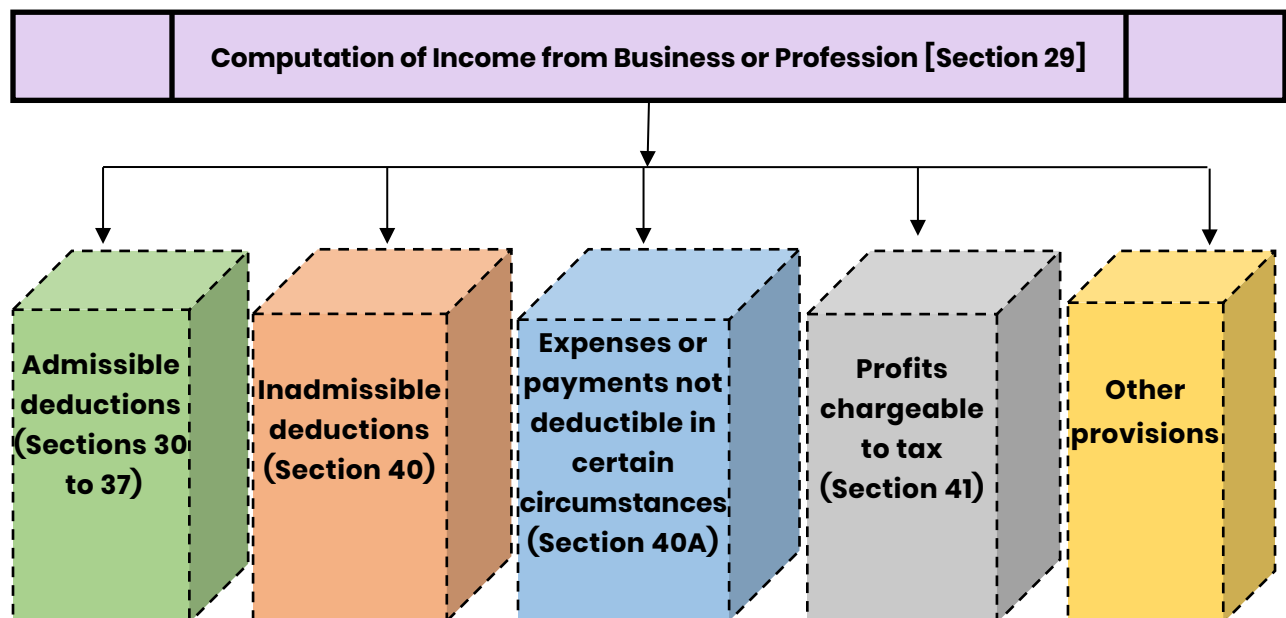 Computation of Income from Business or Profession [Section 29]
Admissible
deductions
(Sections 30
to 37)
Inadmissible
deductions
(Section 40)
Expenses or
payments not
deductible in
certain
circumstances
(Section 40A)
Profits
chargeable
to tax
(Section 41)
Other
provisions